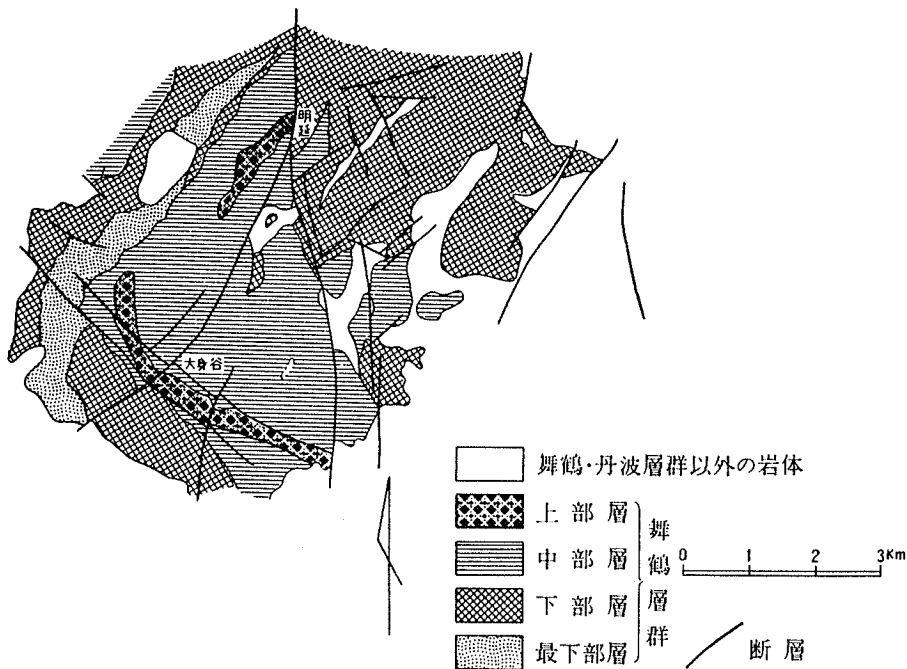 明延
大身谷
舞鶴・丹波層群以外の岩体
上部層
中部層
下部層
最下部層
舞鶴層群
0 1 2 3Km
断層